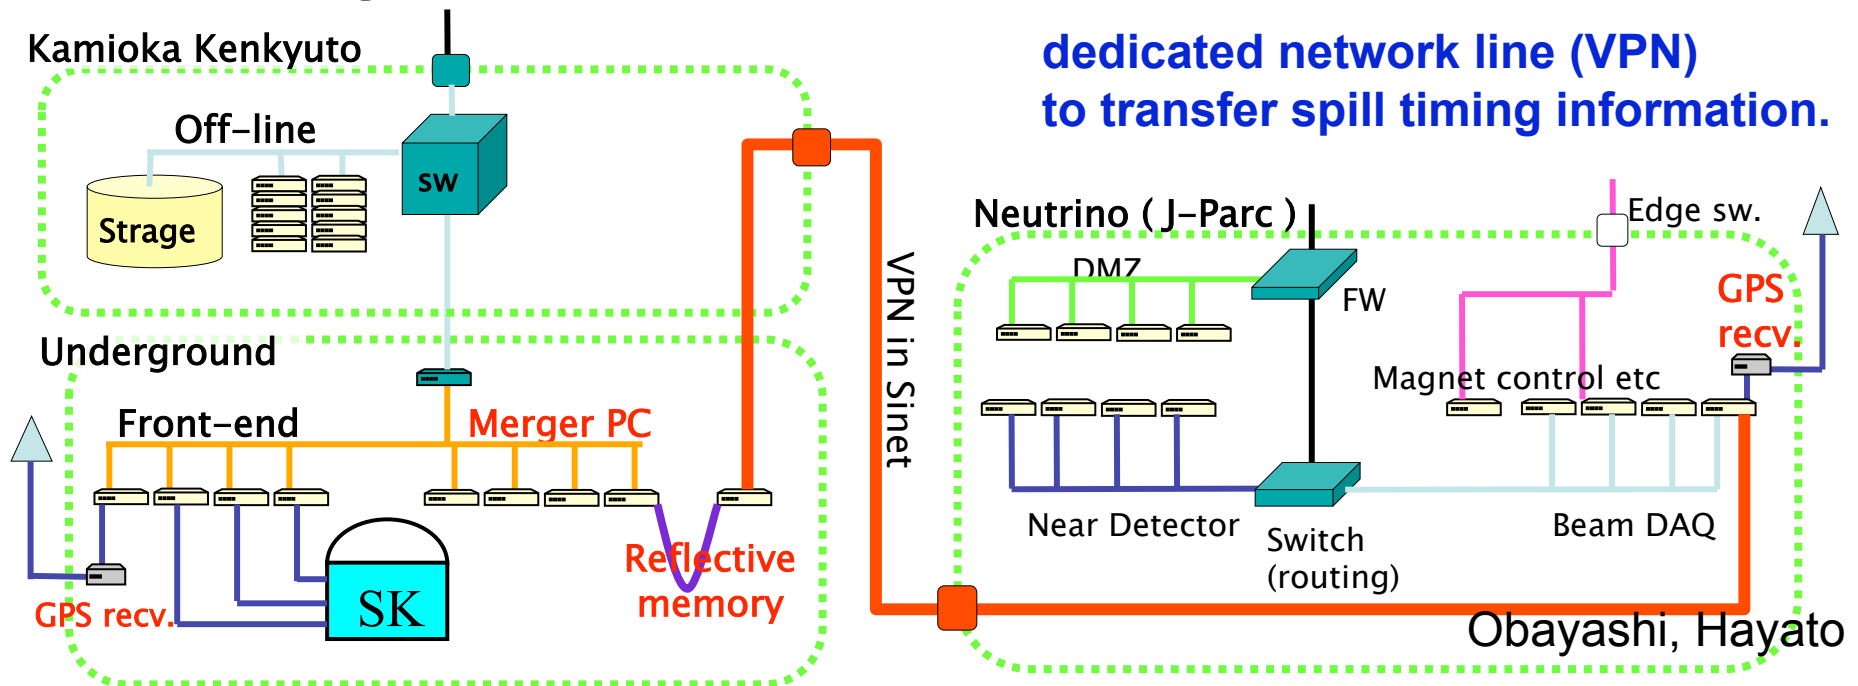 Kamioka Kenkyuto
dedicated network line (VPN)
to transfer spill timing information.
Off-line
SW
Strage
Neutrino ( J-Parc )
Edge sw.
DMZ
FW
GPS
recv.
VPN in Sinet
Underground
Magnet control etc
Front-end
Merger PC
Near Detector
Switch
(routing)
Beam DAQ
Reflective
memory
GPS recv.
SK
Obayashi, Hayato